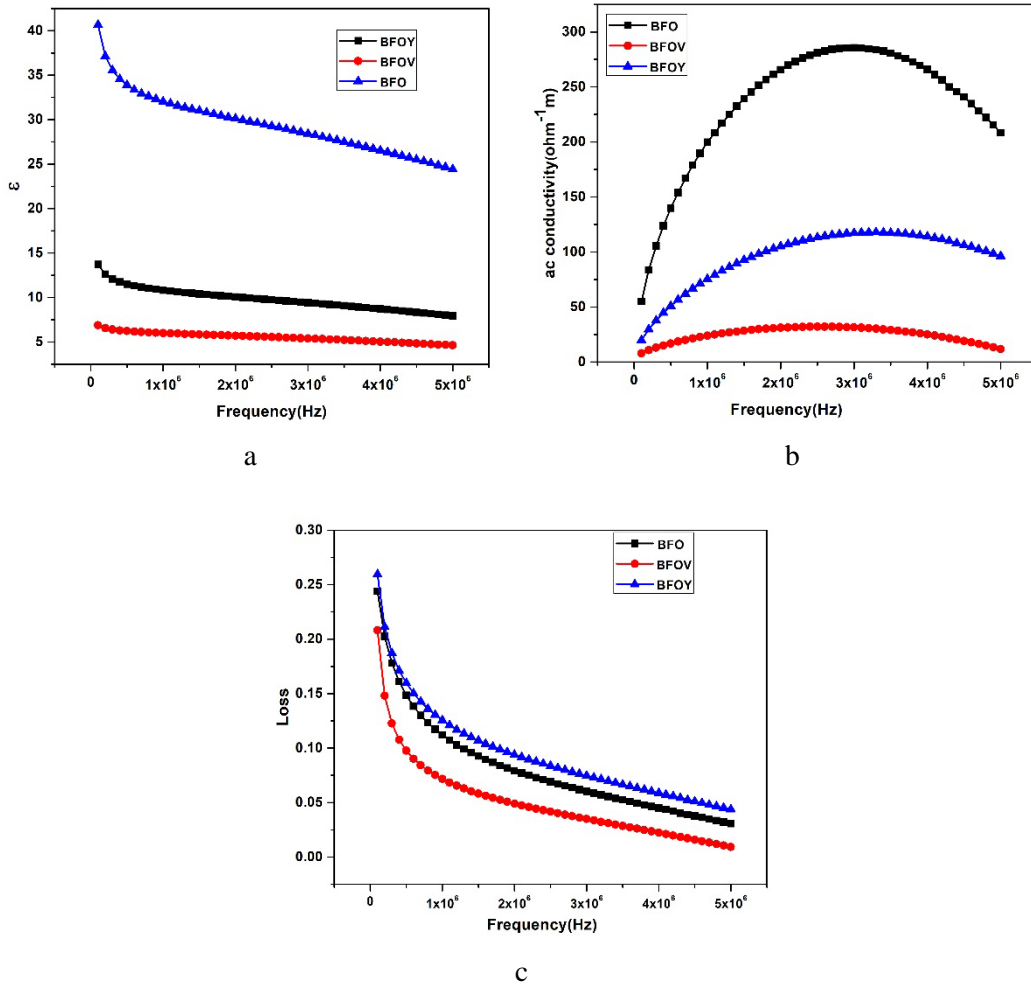 40
35
30
25
20
15
10
5
ε
BFOY
BFOV
BFO
0
1x10⁶
2x10⁶
3x10⁶
4x10⁶
5x10⁶
Frequency(Hz)
a
300
250
200
150
100
50
0
ac conductivity(ohm⁻¹m)
BFO
BFOV
BFOY
0
1x10⁶
2x10⁶
3x10⁶
4x10⁶
5x10⁶
Frequency(Hz)
b
0.30
0.25
0.20
0.15
0.10
0.05
0.00
Loss
BFO
BFOV
BFOY
0
1x10⁶
2x10⁶
3x10⁶
4x10⁶
5x10⁶
Frequency(Hz)
c